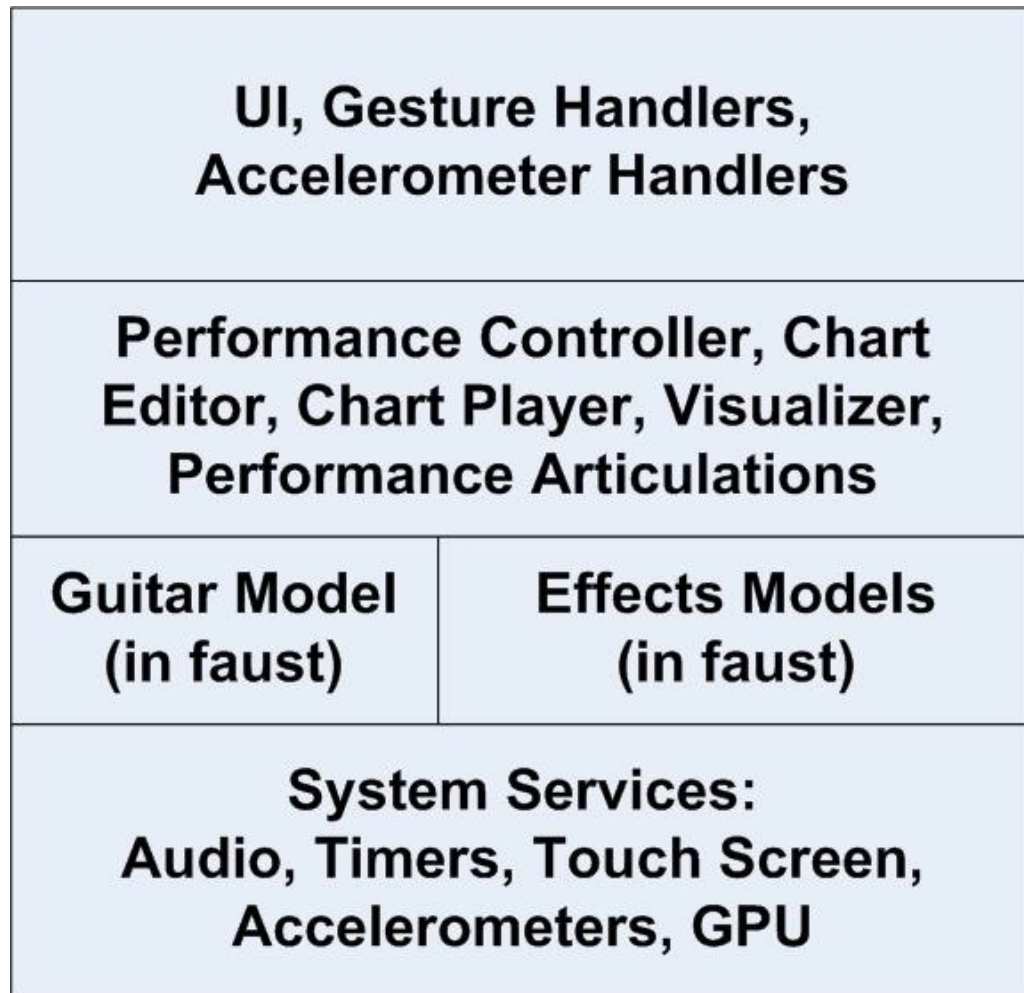 UI, Gesture Handlers,
Accelerometer Handlers
Performance Controller, Chart
Editor, Chart Player, Visualizer,
Performance Articulations
Guitar Model
(in faust)
Effects Models
(in faust)
System Services:
Audio, Timers, Touch Screen,
Accelerometers, GPU